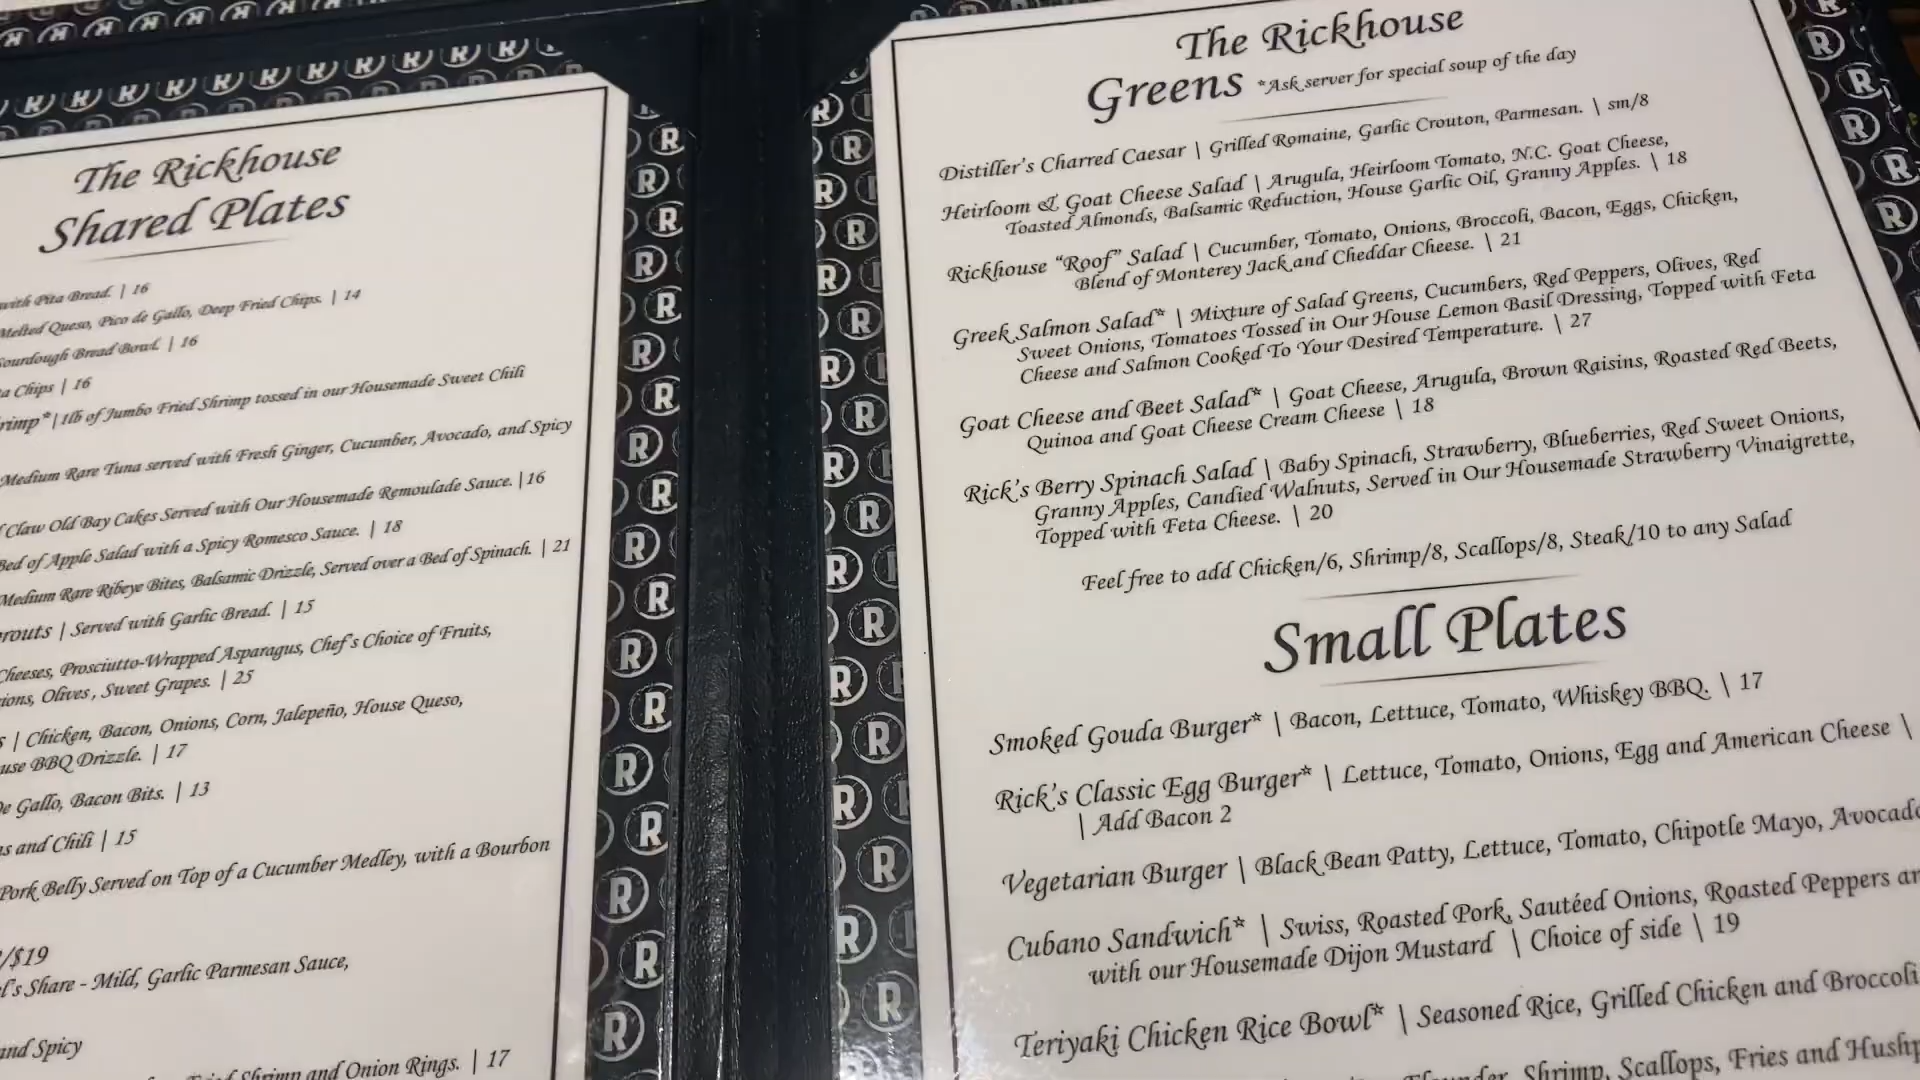 The Rickhouse
Shared Plates
with Pita Bread. | 16
Melted Queso, Pico de Gallo, Deep Fried Chips. | 14
Sourdough Bread Bowl. | 16
Chips | 16
1lb of Jumbo Fried Shrimp tossed in our Housemade Sweet Chili
Medium Rare Tuna served with Fresh Ginger, Cucumber, Avocado, and Spicy
Claw Old Bay Cakes Served with Our Housemade Remoulade Sauce. | 16
Bed of Apple Salad with a Spicy Romesco Sauce. | 18
Medium Rare Ribeye Bites, Balsamic Drizzle, Served over a Bed of Spinach. | 21
| Served with Garlic Bread. | 15
Cheeses, Prosciutto-Wrapped Asparagus, Chef's Choice of Fruits,
Olives, Sweet Grapes. | 25
| Chicken, Bacon, Onions, Corn, Jalepeño, House Queso,
BBQ Drizzle. | 17
De Gallo, Bacon Bits. | 13
and Chili | 15
Pork Belly Served on Top of a Cucumber Medley, with a Bourbon
/$19
Share - Mild, Garlic Parmesan Sauce,
and Spicy
Fried Shrimp and Onion Rings. | 17
The Rickhouse
Greens *Ask server for special soup of the day
Distiller's Charred Caesar | Grilled Romaine, Garlic Crouton, Parmesan. | sm/8
Heirloom & Goat Cheese Salad | Arugula, Heirloom Tomato, N.C. Goat Cheese,
Toasted Almonds, Balsamic Reduction, House Garlic Oil, Granny Apples. | 18
Rickhouse “Roof” Salad | Cucumber, Tomato, Onions, Broccoli, Bacon, Eggs, Chicken,
Blend of Monterey Jack and Cheddar Cheese. | 21
Greek Salmon Salad* | Mixture of Salad Greens, Cucumbers, Red Peppers, Olives, Red
Sweet Onions, Tomatoes Tossed in Our House Lemon Basil Dressing, Topped with Feta
Cheese and Salmon Cooked To Your Desired Temperature. | 27
Goat Cheese and Beet Salad* | Goat Cheese, Arugula, Brown Raisins, Roasted Red Beets,
Quinoa and Goat Cheese Cream Cheese | 18
Rick's Berry Spinach Salad | Baby Spinach, Strawberry, Blueberries, Red Sweet Onions,
Granny Apples, Candied Walnuts, Served in Our Housemade Strawberry Vinaigrette,
Topped with Feta Cheese. | 20
Feel free to add Chicken/6, Shrimp/8, Scallops/8, Steak/10 to any Salad
Small Plates
Smoked Gouda Burger* | Bacon, Lettuce, Tomato, Whiskey BBQ. | 17
Rick's Classic Egg Burger* | Lettuce, Tomato, Onions, Egg and American Cheese |
| Add Bacon 2
Vegetarian Burger | Black Bean Patty, Lettuce, Tomato, Chipotle Mayo, Avocado
Cubano Sandwich* | Swiss, Roasted Pork, Sautéed Onions, Roasted Peppers
with our Housemade Dijon Mustard | Choice of side | 19
Teriyaki Chicken Rice Bowl* | Seasoned Rice, Grilled Chicken and Broccoli
Shrimp, Scallops, Fries and